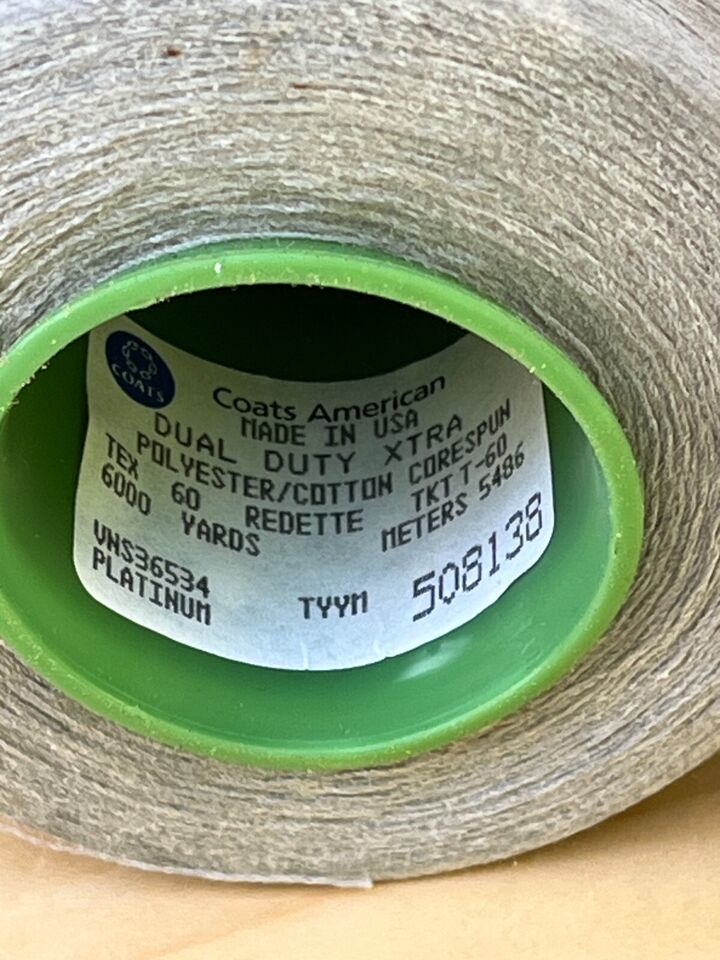 COATS
Coats American
MADE IN USA
DUAL DUTY XTRA
POLYESTER/COTTON CORESPUN
TEX 60 REDETTE TKT T-60
6000 YARDS METERS 5486
VNS36534
PLATINUM TYYM 508138